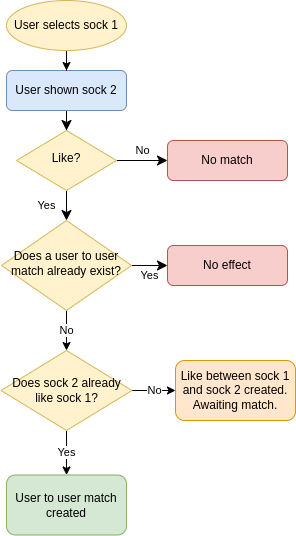 User selects sock 1
User shown sock 2
Like?
No
No match
Yes
Does a user to user
match already exist?
Yes
No effect
No
Does sock 2 already
like sock 1?
No
Like between sock 1
and sock 2 created.
Awaiting match.
Yes
User to user match
created